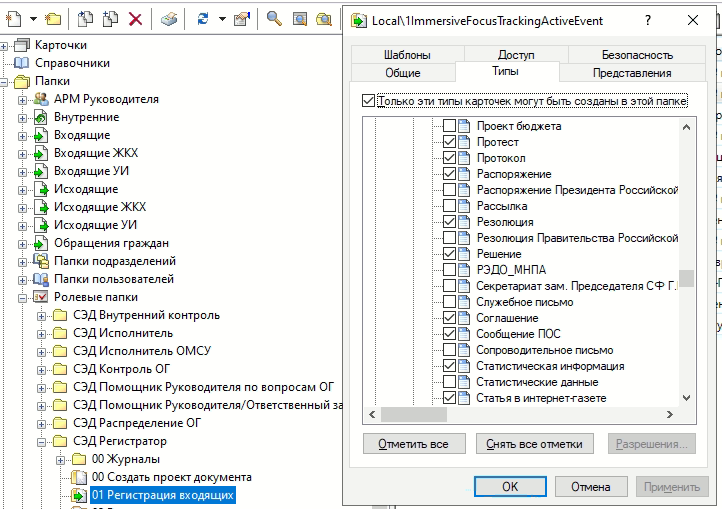 Карточки
Справочники
Папки
АРМ Руководителя
Внутренние
Входящие
Входящие ЖКХ
Входящие УИ
Исходящие
Исходящие ЖКХ
Исходящие УИ
Обращения граждан
Папки подразделений
Папки пользователей
Ролевые папки
СЭД Внутренний контроль
СЭД Исполнитель
СЭД Исполнитель ОМСУ
СЭД Контроль ОГ
СЭД Помощник Руководителя по вопросам ОГ
СЭД Помощник Руководителя/Ответственный за
СЭД Распределение ОГ
СЭД Регистратор
00 Журналы
00 Создать проект документа
01 Регистрация входящих
Local\1ImmersiveFocusTrackingActiveEvent
Шаблоны Доступ Безопасность
Общие Типы Представления
Только эти типы карточек могут быть созданы в этой папке
Проект бюджета
Протест
Протокол
Распоряжение
Распоряжение Президента Российской
Рассылка
Резолюция
Резолюция Правительства Российской
Решение
РЭДО_МНПА
Секретариат зам. Председателя СФ Г.
Служебное письмо
Соглашение
Сообщение ПОС
Сопроводительное письмо
Статистическая информация
Статистические данные
Статья в интернет-газете
Отметить все Снять все отметки Разрешения...
ОК Отмена Применить